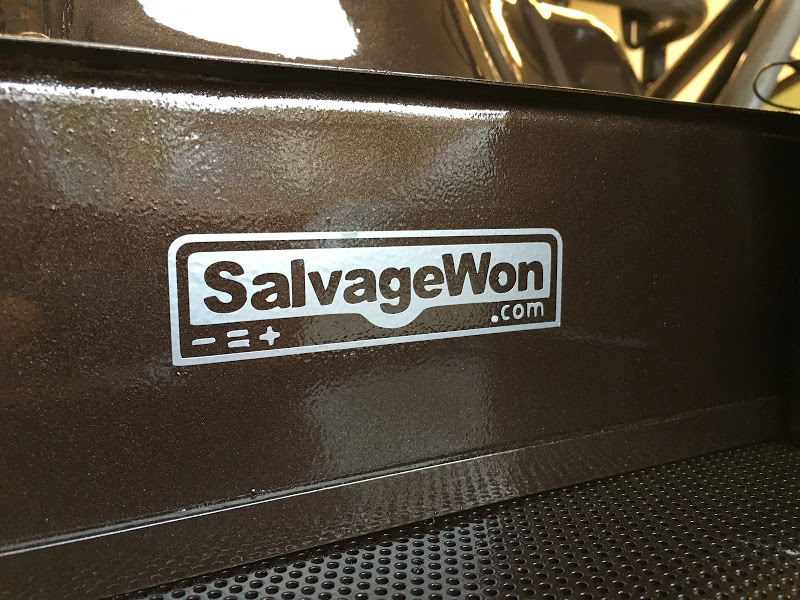 SalvageWon
.com
- = +